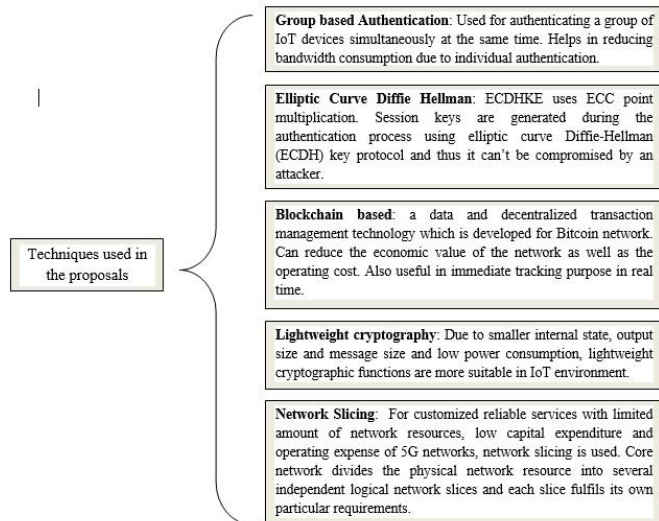 Group based Authentication: Used for authenticating a group of
IoT devices simultaneously at the same time. Helps in reducing
bandwidth consumption due to individual authentication.
Elliptic Curve Diffie Hellman: ECDHKE uses ECC point
multiplication. Session keys are generated during the
authentication process using elliptic curve Diffie-Hellman
(ECDH) key protocol and thus it can't be compromised by an
attacker.
Blockchain based: a data and decentralized transaction
management technology which is developed for Bitcoin network.
Can reduce the economic value of the network as well as the
operating cost. Also useful in immediate tracking purpose in real
time.
Techniques used in
the proposals
Lightweight cryptography: Due to smaller internal state, output
size and message size and low power consumption, lightweight
cryptographic functions are more suitable in IoT environment.
Network Slicing: For customized reliable services with limited
amount of network resources, low capital expenditure and
operating expense of 5G networks, network slicing is used. Core
network divides the physical network resource into several
independent logical network slices and each slice fulfils its own
particular requirements.